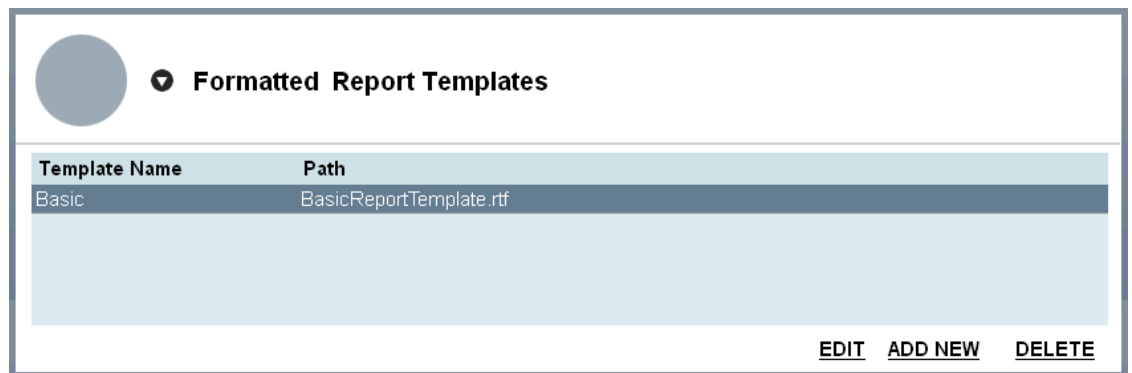 Formatted Report Templates
Template Name Path
Basic BasicReportTemplate.rtf
EDIT ADD NEW DELETE